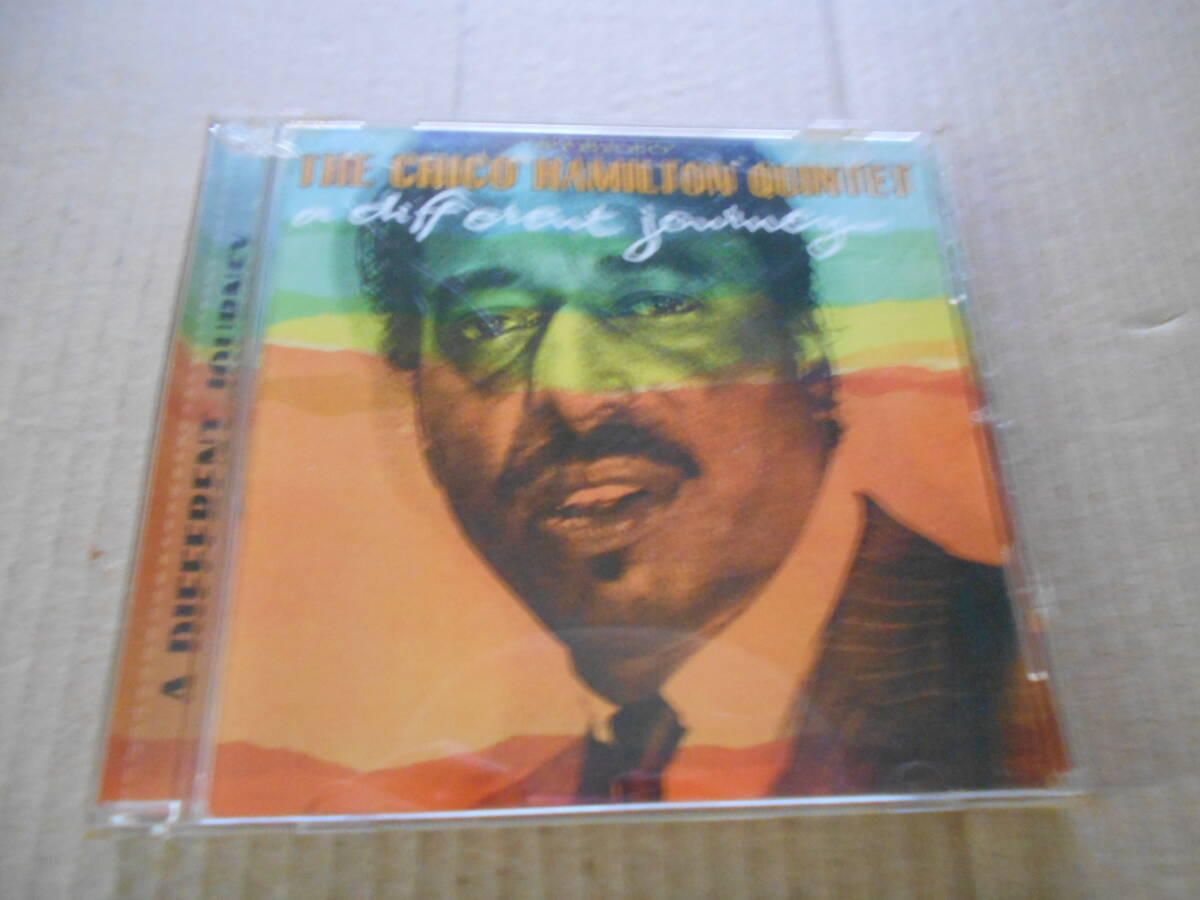 THE CHICO HAMILTON QUINTET
a different journey
A DIFFERENT JOURNEY